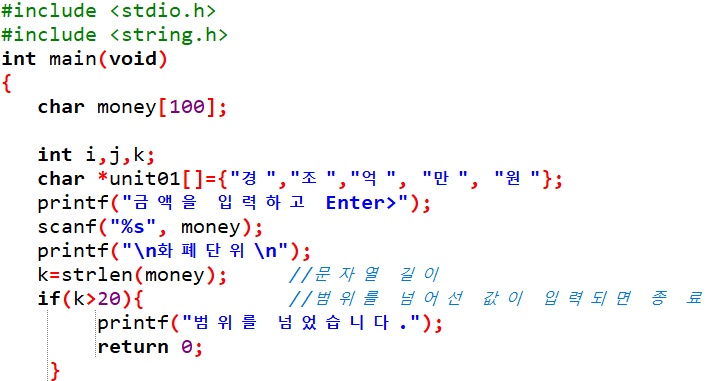 #include <stdio.h>
#include <string.h>
int main(void)
{
char money[100];
int i,j,k;
char *unit01[]={"경","조","억", "만", "원"};
printf("금액을 입력하고 Enter>");
scanf("%s", money);
printf("\n화폐단위\n");
k=strlen(money); //문자열 길이
if(k>20){ //범위를 넘어선 값이 입력되면 종료
printf("범위를 넘었습니다.");
return 0;
}